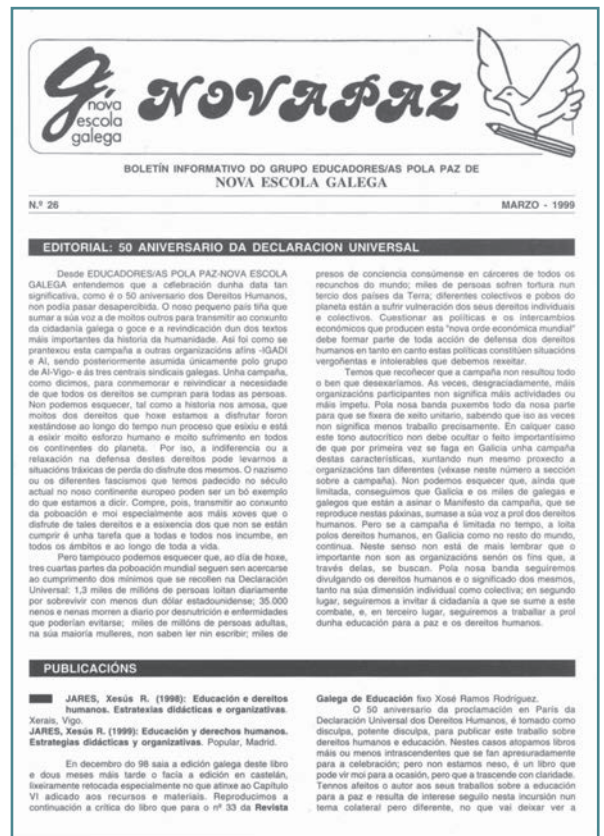 nova
escola
galega
NOVAPAZ
BOLETÍN INFORMATIVO DO GRUPO EDUCADORES/AS POLA PAZ DE
NOVA ESCOLA GALEGA
N.º 26
MARZO - 1999
EDITORIAL: 50 ANIVERSARIO DA DECLARACION UNIVERSAL
Desde EDUCADORES/AS POLA PAZ-NOVA ESCOLA
GALEGA entendemos que a celebración dunha data tan
significativa, como é o 50 aniversario dos Dereitos Humanos,
non podía pasar desapercibida. O noso pequeno país tiña que
sumar a súa voz a de moitos outros para transmitir ao conxunto
da cidadanía galega o goce e a revindicación dun dos textos
máis importantes da historia da humanidade. Así foi como se
prantexou esta campaña a outras organizacións afins -IGADI
e AI, sendo posteriormente asumida únicamente polo grupo
de AI-Vigo- e ás tres centrais sindicais galegas. Unha campaña,
como dicimos, para conmemorar e reivindicar a necesidade
de que todos os dereitos se cumpran para todas as persoas.
Non podemos esquecer, tal como a historia nos amosa, que
moitos dos dereitos que hoxe estamos a disfrutar foron
xestándose ao longo do tempo nun proceso que esixiu e está
a esixir moito esforzo humano e moito sufrimento en todos
os continentes do planeta. Por iso, a indiferencia ou a
relaxación na defensa destes dereitos pode levarnos a
situacións tráxicas de perda do disfrute dos mesmos. O nazismo
ou os diferentes fascismos que temos padecido no século
actual no noso continente europeo poden ser un bó exemplo
do que estamos a dicir. Compre, pois, transmitir ao conxunto
da poboación e moi especialmente aos máis xoves que o
disfrute de tales dereitos e a esixencia dos que non se están
cumprir é unha tarefa que a todas e todos nos incumbe, en
todos os ámbitos e ao longo de toda a vida.
Pero tampouco podemos esquecer que, ao día de hoxe,
tres cuartas partes da poboación mundial seguen sen acercarse
ao cumprimento dos mínimos que se recollen na Declaración
Universal: 1,3 miles de millóns de persoas loitan diariamente
por sobrevivir con menos dun dólar estadounidense; 35.000
nenos e nenas morren a diario por desnutrición e enfermidades
que poderían evitarse; miles de millóns de persoas adultas,
na súa maioría mulleres, non saben ler nin escribir; miles de
presos de conciencia consúmense en cárceres de todos os
recunchos do mundo; miles de persoas sofren tortura nun
tercio dos países da Terra; diferentes colectivos e pobos do
planeta están a sufrir vulneración dos seus dereitos individuais
e colectivos. Cuestionar as políticas e os intercambios
económicos que producen esta "nova orde económica mundial"
debe formar parte de toda acción de defensa dos dereitos
humanos en tanto en canto estas políticas constitúen situacións
vergoñentas e intolerables que debemos rexeitar.
Temos que recoñecer que a campaña non resultou todo
o ben que desexaríamos. As veces, desgraciadamente, máis
organizacións participantes non significa máis actividades ou
máis impetu. Pola nosa banda puxemos todo da nosa parte
para que se fixera de xeito unitario, sabendo que iso as veces
non significa menos traballo precisamente. En calquer caso
este tono autocrítico non debe ocultar o feito importantísimo
de que por primeira vez se faga en Galicia unha campaña
destas características, xuntando nun mesmo proxecto a
organizacións tan diferentes (véxase neste número a sección
sobre a campaña). Non podemos esquecer que, aínda que
limitada, conseguimos que Galicia e os miles de galegas e
galegos que están a asinar o Manifesto da campaña, que se
reproduce nestas páxinas, sumase a súa voz a prol dos dereitos
humanos. Pero se a campaña é limitada no tempo, a loita
polos dereitos humanos, en Galicia como no resto do mundo,
continua. Neste senso non está de mais lembrar que o
importante non son as organizacións senón os fins que, a
través delas, se buscan. Pola nosa banda seguiremos
divulgando os dereitos humanos e o significado dos mesmos,
tanto na súa dimensión individual como colectiva; en segundo
lugar, seguiremos a invitar á cidadanía a que se sume a este
combate, e, en terceiro lugar, seguiremos a traballar a prol
dunha educación para a paz e os dereitos humanos.
PUBLICACIÓNS
JARES, Xesús R. (1998): Educación e dereitos
humanos. Estratexias didácticas e organizativas.
Xerais, Vigo.
JARES, Xesús R. (1999): Educación y derechos humanos.
Estrategias didácticas y organizativas. Popular, Madrid.
En decembro do 98 saia a edición galega deste libro
e dous meses máis tarde o facía a edición en castelán,
lixeiramente retocada especialmente no que atinxe ao Capítulo
VI adicado aos recursos e materiais. Reproducimos a
continuación a crítica do libro que para o nº 33 da Revista
Galega de Educación fixo Xosé Ramos Rodríguez.
O 50 aniversario da proclamación en París da
Declaración Universal dos Dereitos Humanos, é tomado como
disculpa, potente disculpa, para publicar este traballo sobre
dereitos humanos e educación. Nestes casos atopamos libros
máis ou menos intrascendentes que se fan apresuradamente
para a celebración; pero non estamos neso, é un libro que
pode vir moi para a ocasión, pero que a trascende con claridade.
Tennos afeitos o autor aos seus traballos sobre a educación
para a paz e resulta de interese seguilo nesta incursión nun
tema colateral pero diferente, no que vai deixar ver a